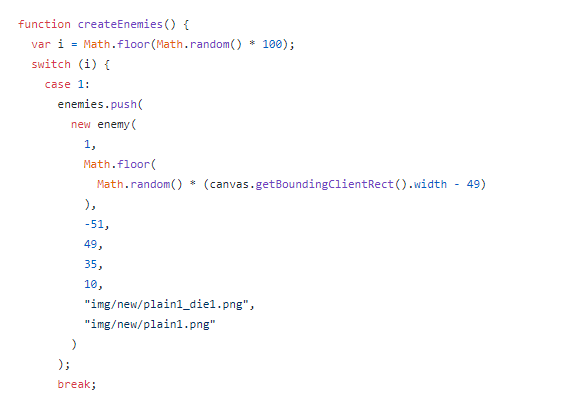 function createEnemies() {
  var i = Math.floor(Math.random() * 100);
  switch (i) {
    case 1:
      enemies.push(
        new enemy(
          1,
          Math.floor(
            Math.random() * (canvas.getBoundingClientRect().width - 49)
          ),
          -51,
          49,
          35,
          10,
          "img/new/plain1_die1.png",
          "img/new/plain1.png"
        )
      );
      break;